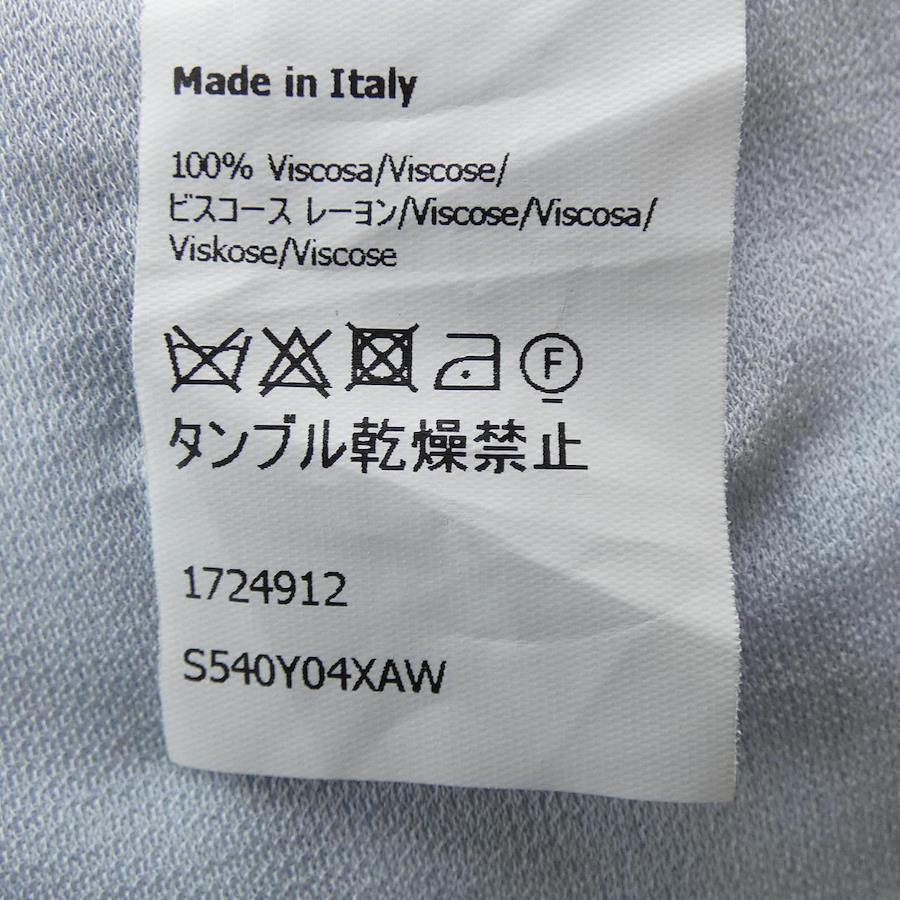 Made in Italy
100% Viscosa/Viscose/
ビスコース レーヨン/Viscose/Viscosa/
Viskose/Viscose
F
タンブル乾燥禁止
1724912
S540Y04XAW